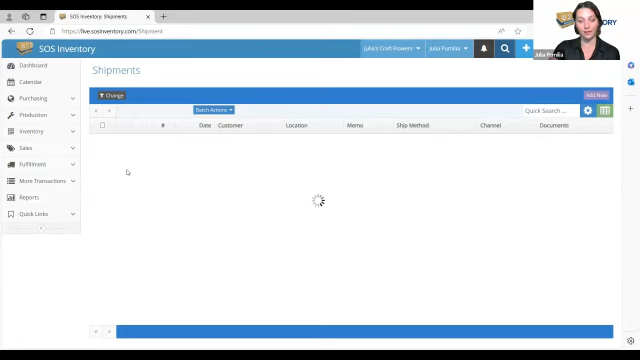 SOS Inventory: Shipments
https://live.sosinventory.com/Shipment
SOS Inventory
Julia's Craft Flowers
Julia Pumilia
Julia Pumilia
Dashboard
Calendar
Purchasing
Production
Inventory
Sales
Fulfillment
More Transactions
Reports
Quick Links
Shipments
Change
Add New
Batch Actions
Quick Search ...
# Date Customer Location Memo Ship Method Channel Documents